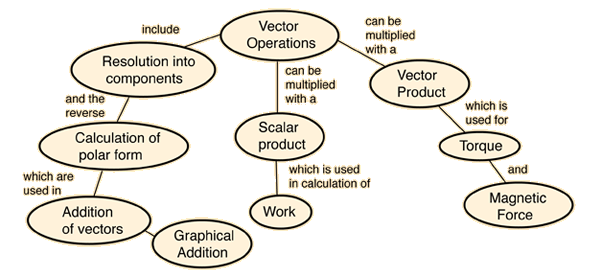 Vector
Operations
include
Resolution into
components
and the
reverse
Calculation of
polar form
which are
used in
Addition
of vectors
Graphical
Addition
can be
multiplied
with a
Scalar
product
which is used
in calculation of
Work
can be
multiplied
with a
Vector
Product
which is
used for
Torque
and
Magnetic
Force